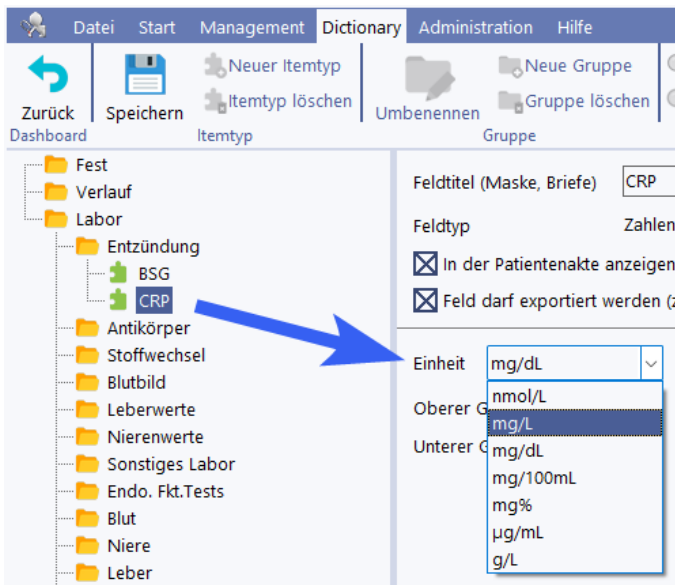 Datei Start Management Dictionary Administration Hilfe
Zurück
Dashboard
Speichern
Neuer Itemtyp
Itemtyp löschen
Itemtyp
Umbenennen
Neue Gruppe
Gruppe löschen
Gruppe
Fest
Verlauf
Labor
Entzündung
BSG
CRP
Antikörper
Stoffwechsel
Blutbild
Leberwerte
Nierenwerte
Sonstiges Labor
Endo. Fkt.Tests
Blut
Niere
Leber
Feldtitel (Maske, Briefe) CRP
Feldtyp Zahlen
In der Patientenakte anzeigen
Feld darf exportiert werden (z
Einheit mg/dL
Oberer G
Unterer G
nmol/L
mg/L
mg/dL
mg/100mL
mg%
µg/mL
g/L